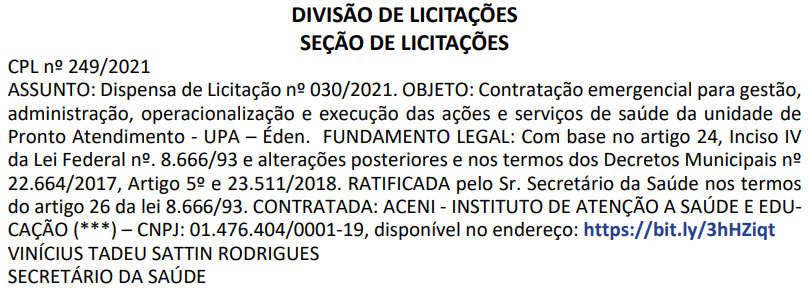 DIVISÃO DE LICITAÇÕES
SEÇÃO DE LICITAÇÕES
CPL nº 249/2021
ASSUNTO: Dispensa de Licitação nº 030/2021. OBJETO: Contratação emergencial para gestão,
administração, operacionalização e execução das ações e serviços de saúde da unidade de
Pronto Atendimento - UPA – Éden. FUNDAMENTO LEGAL: Com base no artigo 24, Inciso IV
da Lei Federal nº. 8.666/93 e alterações posteriores e nos termos dos Decretos Municipais nº
22.664/2017, Artigo 5º e 23.511/2018. RATIFICADA pelo Sr. Secretário da Saúde nos termos
do artigo 26 da lei 8.666/93. CONTRATADA: ACENI - INSTITUTO DE ATENÇÃO A SAÚDE E EDU-
CAÇÃO (***) – CNPJ: 01.476.404/0001-19, disponível no endereço: https://bit.ly/3hHZiqt
VINÍCIUS TADEU SATTIN RODRIGUES
SECRETÁRIO DA SAÚDE